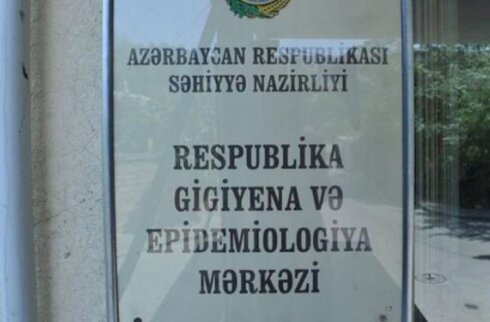 AZƏRBAYCAN RESPUBLİKASI
SƏHİYYƏ NAZİRLİYİ
RESPUBLİKA
GİGİYENA VƏ
EPİDEMİOLOGİYA
MƏRKƏZİ